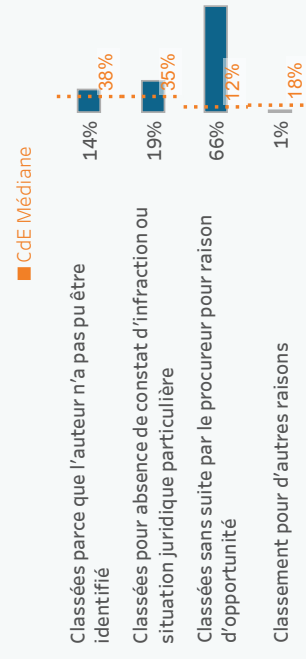 CdE Médiane
Classées parce que l'auteur n'a pas pu être
identifié
14%
38%
Classées pour absence de constat d'infraction ou
situation juridique particulière
19%
35%
Classées sans suite par le procureur pour raison
d'opportunité
66%
12%
Classement pour d'autres raisons
1%
18%